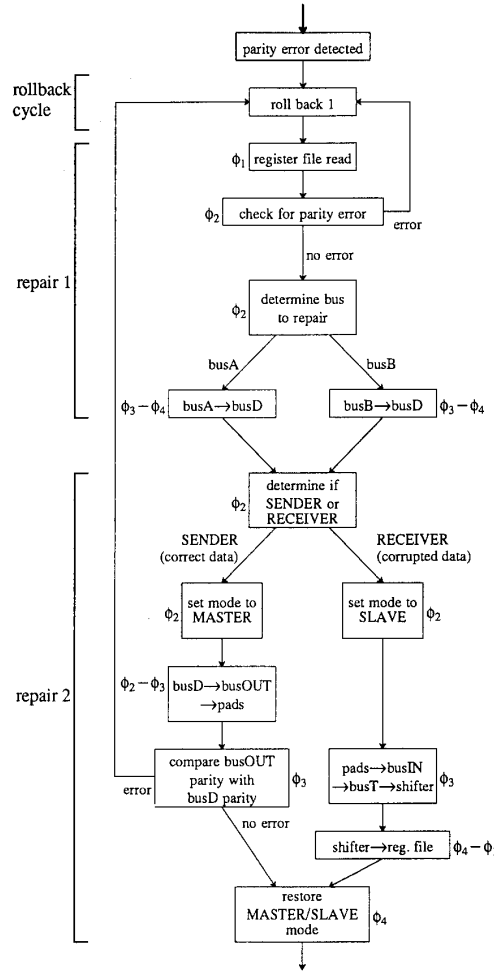 parity error detected
rollback
cycle
roll back 1
ϕ1 register file read
ϕ2 check for parity error
error
no error
repair 1
ϕ2
determine bus
to repair
busA
busB
ϕ3 – ϕ4 busA→busD
busB→busD ϕ3 – ϕ4
ϕ2
determine if
SENDER or
RECEIVER
SENDER
(correct data)
RECEIVER
(corrupted data)
ϕ2
set mode to
MASTER
set mode to
SLAVE
ϕ2
repair 2
ϕ2 – ϕ3
busD→busOUT
→pads
error
compare busOUT
parity with
busD parity
ϕ3
pads→busIN
→busT→shifter
ϕ3
no error
shifter→reg. file ϕ4 – ϕ
restore
MASTER/SLAVE
mode
ϕ4